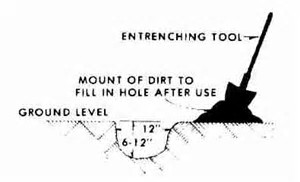 ENTRENCHING TOOL
MOUNT OF DIRT TO
FILL IN HOLE AFTER USE
GROUND LEVEL
12"
6-12"